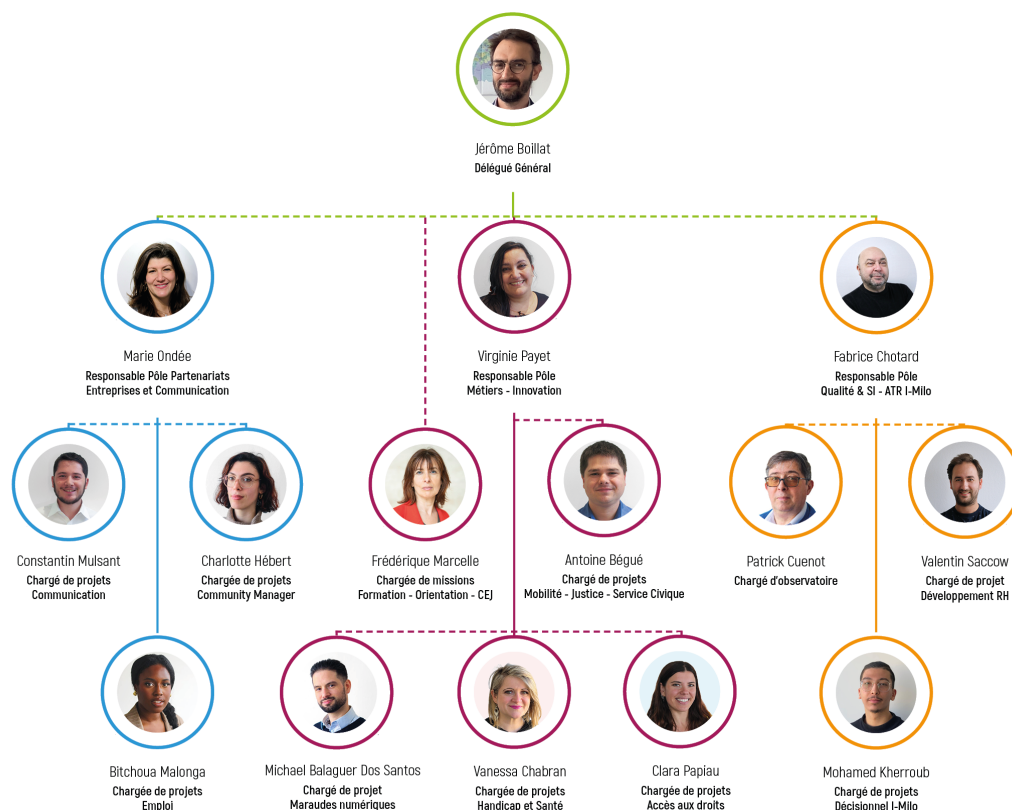 Jérôme Boillat
Délégué Général
Marie Ondée
Responsable Pôle Partenariats
Entreprises et Communication
Virginie Payet
Responsable Pôle
Métiers - Innovation
Fabrice Chotard
Responsable Pôle
Qualité & SI - ATR I-Milo
Constantin Mulsant
Chargé de projets
Communication
Charlotte Hébert
Chargée de projets
Community Manager
Frédérique Marcelle
Chargée de missions
Formation - Orientation - CEJ
Antoine Bégué
Chargé de projets
Mobilité - Justice - Service Civique
Patrick Cuenot
Chargé d'observatoire
Valentin Saccow
Chargé de projet
Développement RH
Bitchoua Malonga
Chargée de projets
Emploi
Michael Balaguer Dos Santos
Chargé de projet
Maraudes numériques
Vanessa Chabran
Chargée de projets
Handicap et Santé
Clara Papiau
Chargée de projets
Accès aux droits
Mohamed Kherroub
Chargé de projets
Décisionnel I-Milo